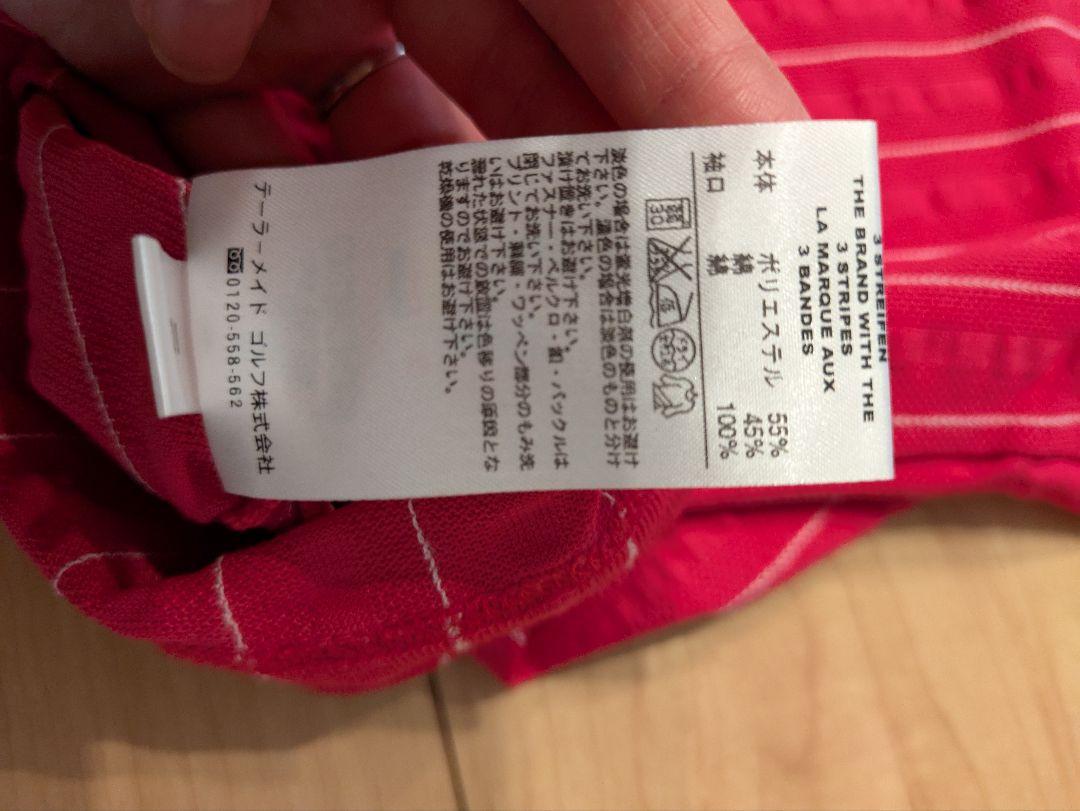 3 STREIFEN
THE BRAND WITH THE
3 STRIPES
LA MARQUE AUX
3 BANDES
本体 ポリエステル 55%
綿 45%
袖口 綿 100%
弱
30
低
淡色の場合は蛍光増白剤の使用はお避け
下さい。濃色の場合は淡色のものと分け
てお洗い下さい。
漬け置きはお避け下さい。
ファスナー・ベルクロ・釦・バックルは
閉じてお洗い下さい。
プリント・刺繍・ワッペン部分のもみ洗
いはお避け下さい。
濡れた状態での放置は色移りの原因とな
りますのでお避け下さい。
乾燥機の使用はお避け下さい。
テーラーメイド ゴルフ株式会社
0120-558-562